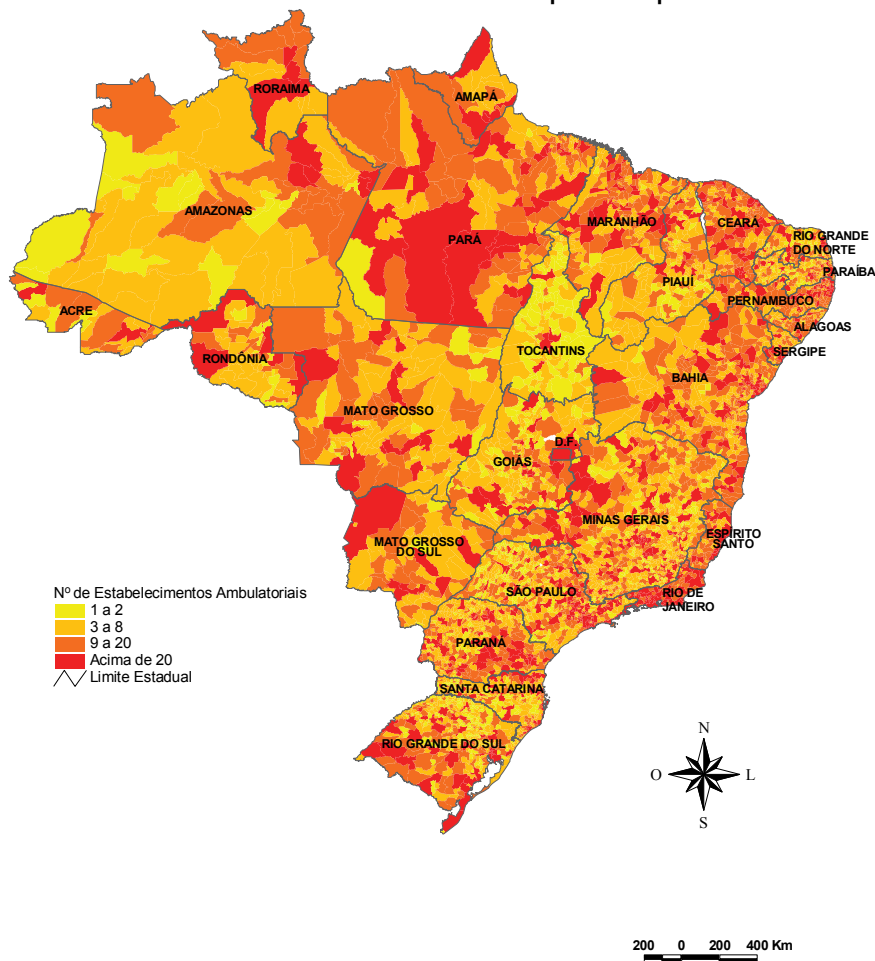 RORAIMA
AMAPÁ
AMAZONAS
PARÁ
MARANHÃO
CEARÁ
RIO GRANDE
DO NORTE
PARAÍBA
PIAUÍ
PERNAMBUCO
ACRE
ALAGOAS
TOCANTINS
SERGIPE
RONDÔNIA
BAHIA
MATO GROSSO
D.F.
GOIÁS
MINAS GERAIS
ESPÍRITO
SANTO
MATO GROSSO
DO SUL
SÃO PAULO
RIO DE
JANEIRO
Nº de Estabelecimentos Ambulatoriais
1 a 2
3 a 8
9 a 20
Acima de 20
Limite Estadual
PARANÁ
SANTA CATARINA
RIO GRANDE DO SUL
N
O L
S
200 0 200 400 Km